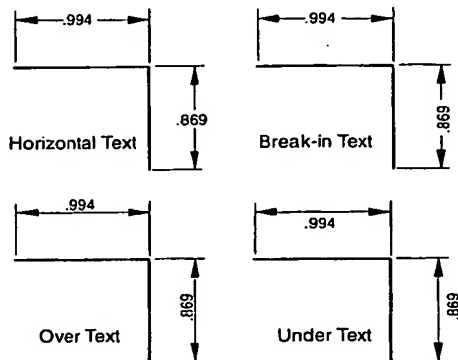 .994
.869
Horizontal Text
.994
.869
Break-in Text
.994
.869
Over Text
.994
.869
Under Text